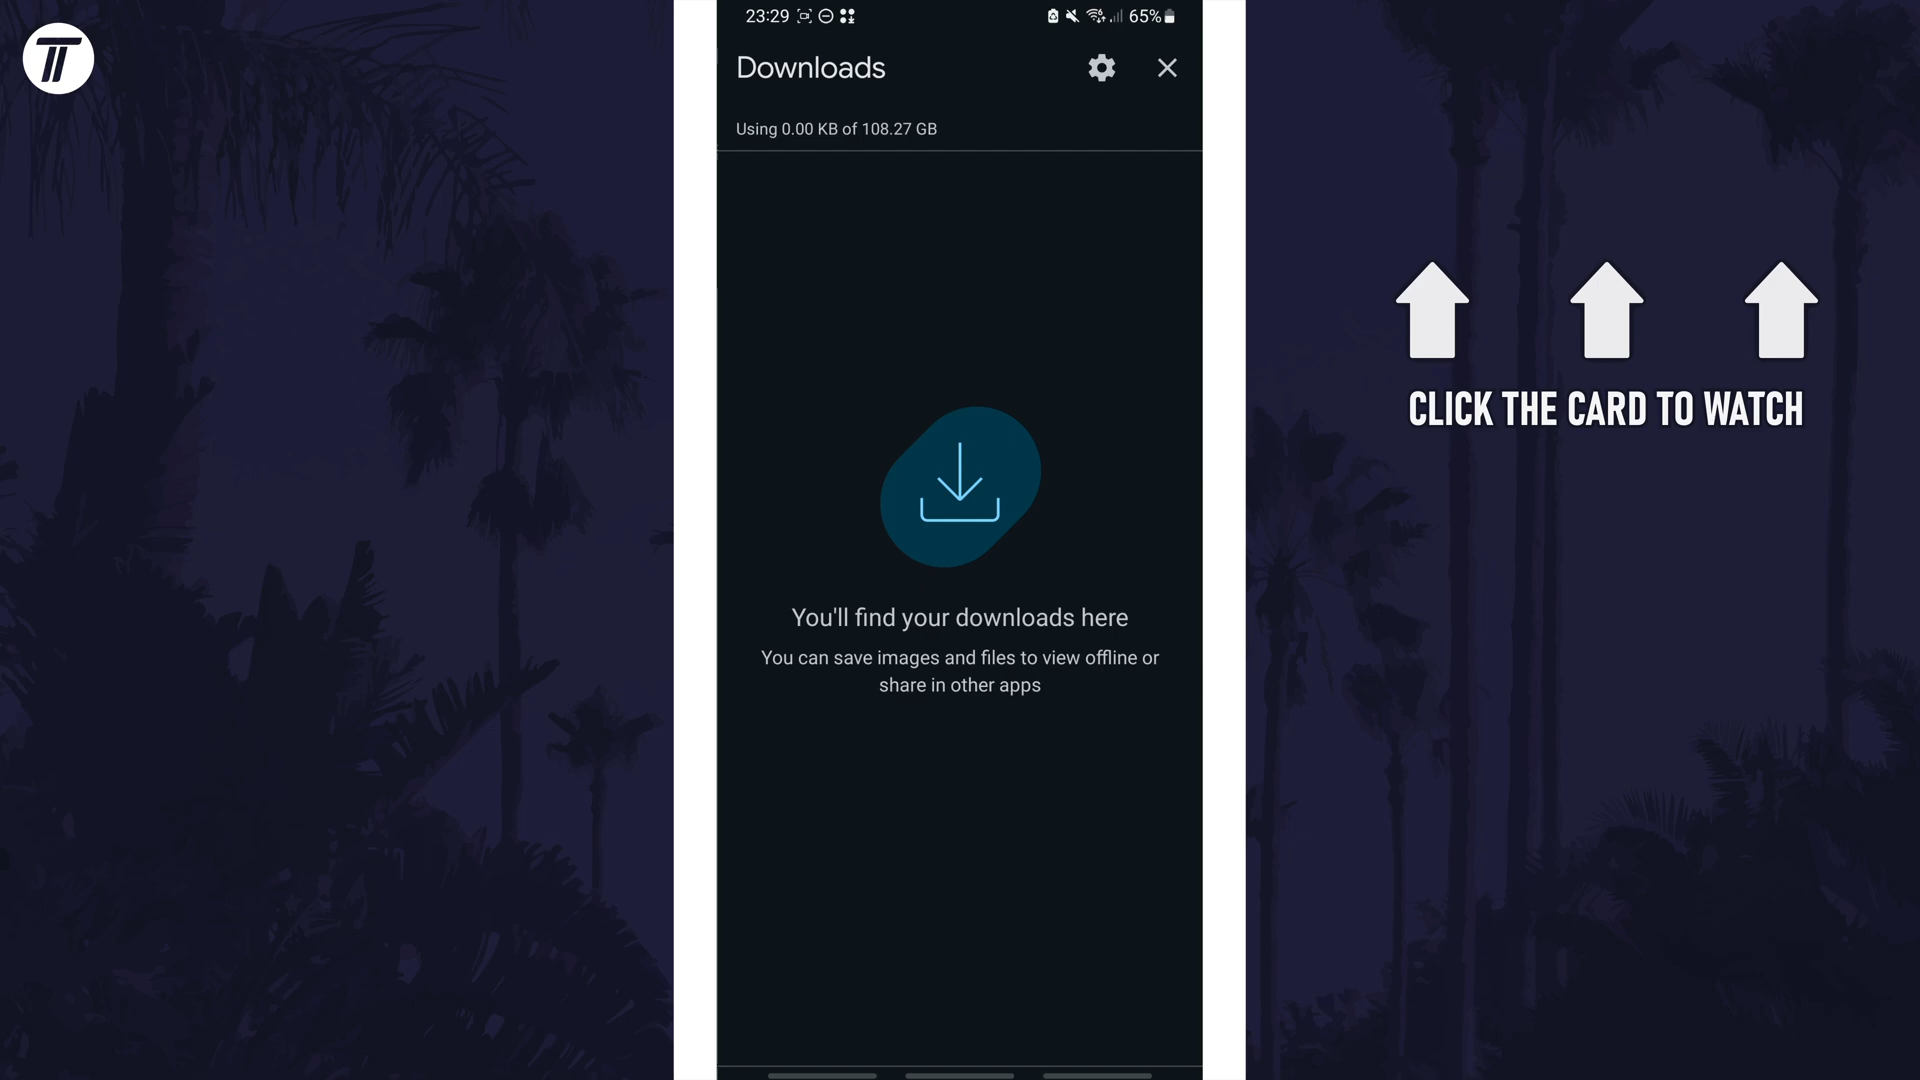 23:29
65%
Downloads
Using 0.00 KB of 108.27 GB
You'll find your downloads here
You can save images and files to view offline or
share in other apps
CLICK THE CARD TO WATCH